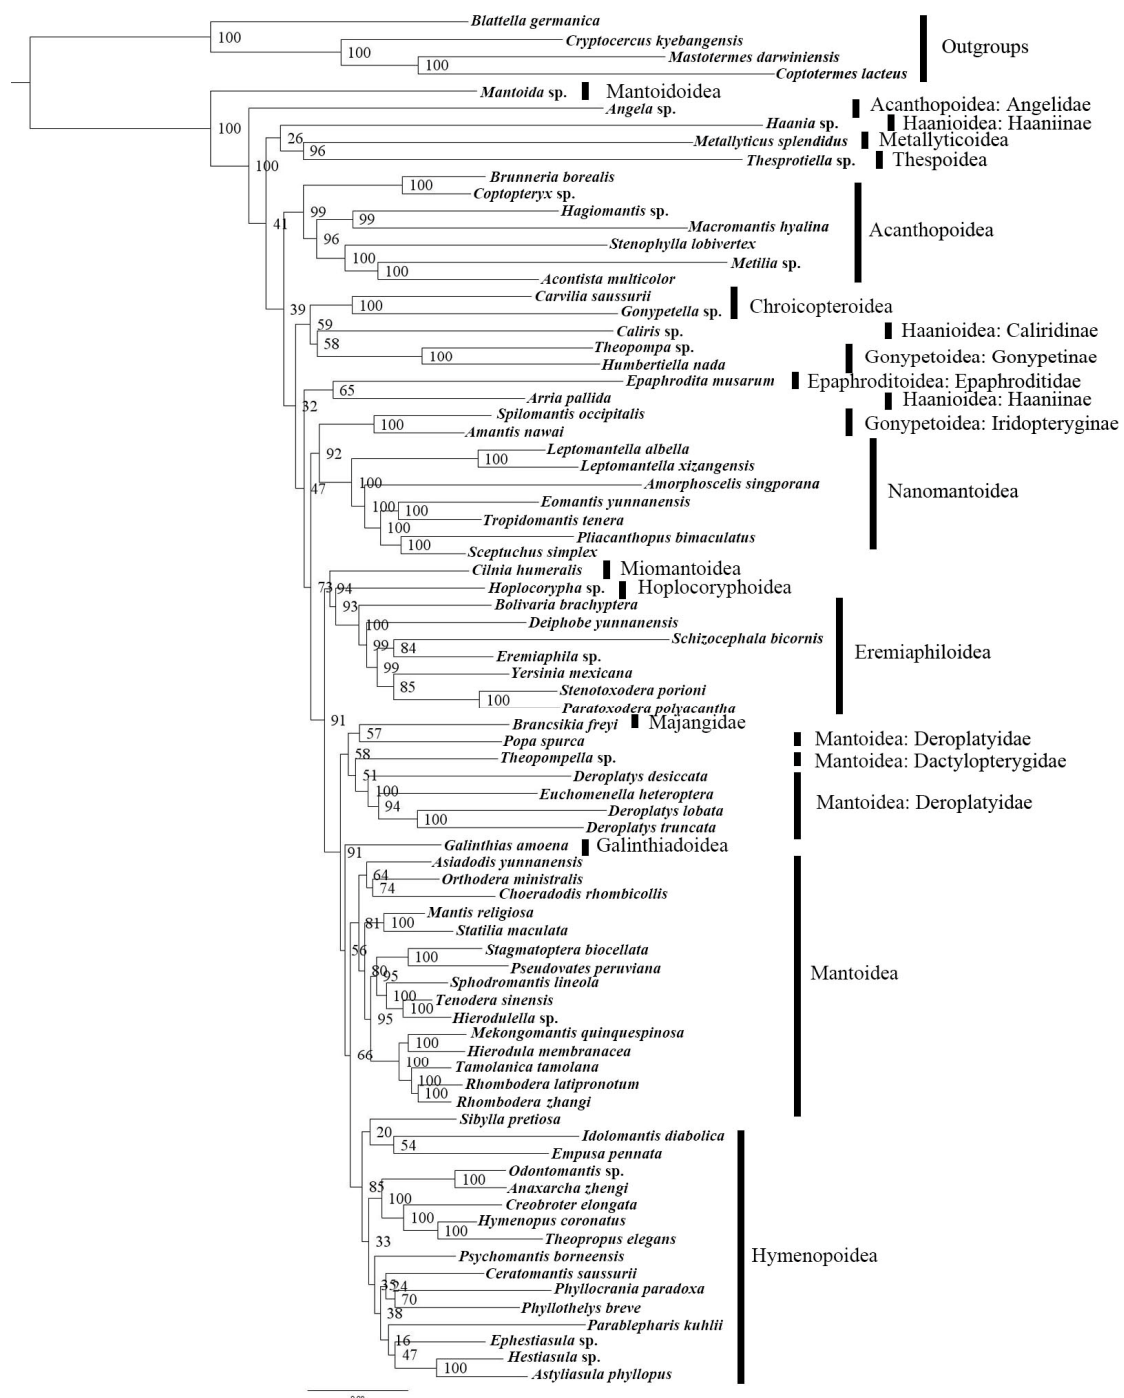 Blattella germanica
100
Cryptocercus kyebangensis
Outgroups
100
Mastotermes darwiniensis
100
Coptotermes lacteus
Mantoida sp.
Mantoidoidea
Angela sp.
Acanthopoidea: Angelidae
100
Haania sp.
Haanioidea: Haaniinae
26
Metallyticus splendidus
Metallyticoidea
96
Thesprotiella sp.
Thespoidea
100
Brunneria borealis
100
Coptopteryx sp.
99
Hagiomantis sp.
99
41
Macromantis hyalina
Acanthopoidea
96
Stenophylla lobivertex
100
Metilia sp.
100
Acontista multicolor
Carvilia saussurii
100
39
Gonypetella sp.
Chroicopteroidea
59
Caliris sp.
Haanioidea: Caliridinae
58
Theopompa sp.
100
Gonypetoidea: Gonypetinae
Humbertiella nada
Epaphrodita musarum
Epaphroditoidea: Epaphroditidae
65
Arria pallida
Haanioidea: Haaniinae
32
Spilomantis occipitalis
100
Gonypetoidea: Iridopteryginae
Amantis nawai
92
Leptomantella albella
100
Leptomantella xizangensis
100
Amorphoscelis singporana
47
Nanomantoidea
Eomantis yunnanensis
100
100
Tropidomantis tenera
100
Pliacanthopus bimaculatus
100
Sceptuchus simplex
Cilnia humeralis
Miomantoidea
73
94
Hoplocorypha sp.
Hoplocoryphoidea
93
Bolivaria brachyptera
100
Deiphobe yunnanensis
Schizocephala bicornis
99
84
Eremiaphila sp.
Eremiaphiloidea
99
Yersinia mexicana
85
Stenotoxodera porioni
100
Paratoxodera polyacantha
91
Brancsikia freyi
Majangidae
57
Popa spurca
Mantoidea: Deroplatyidae
58
Theopompella sp.
Mantoidea: Dactylopterygidae
51
Deroplatys desiccata
100
Euchomenella heteroptera
94
Mantoidea: Deroplatyidae
Deroplatys lobata
100
Deroplatys truncata
Galinthias amoena
Galinthiadoidea
91
Asiadodis yunnanensis
64
Orthodera ministralis
74
Choeradodis rhombicollis
Mantis religiosa
81
100
Statilia maculata
56
Stagmatoptera biocellata
100
Pseudovates peruviana
80
95
Mantoidea
Sphodromantis lineola
100
Tenodera sinensis
100
Hierodulella sp.
95
Mekongomantis quinquespinosa
100
Hierodula membranacea
66
100
Tamolanica tamolana
100
Rhombodera latipronotum
100
Rhombodera zhangi
Sibylla pretiosa
20
Idolomantis diabolica
54
Empusa pennata
Odontomantis sp.
100
85
Anaxarcha zhengi
100
Creobroter elongata
100
Hymenopus coronatus
100
Theopropus elegans
33
Psychomantis borneensis
Hymenopoidea
Ceratomantis saussurii
35
24
Phyllocrania paradoxa
70
Phyllothelys breve
38
Parablepharis kuhlii
16
Ephestiasula sp.
47
Hestiasula sp.
100
Astyliasula phyllopus